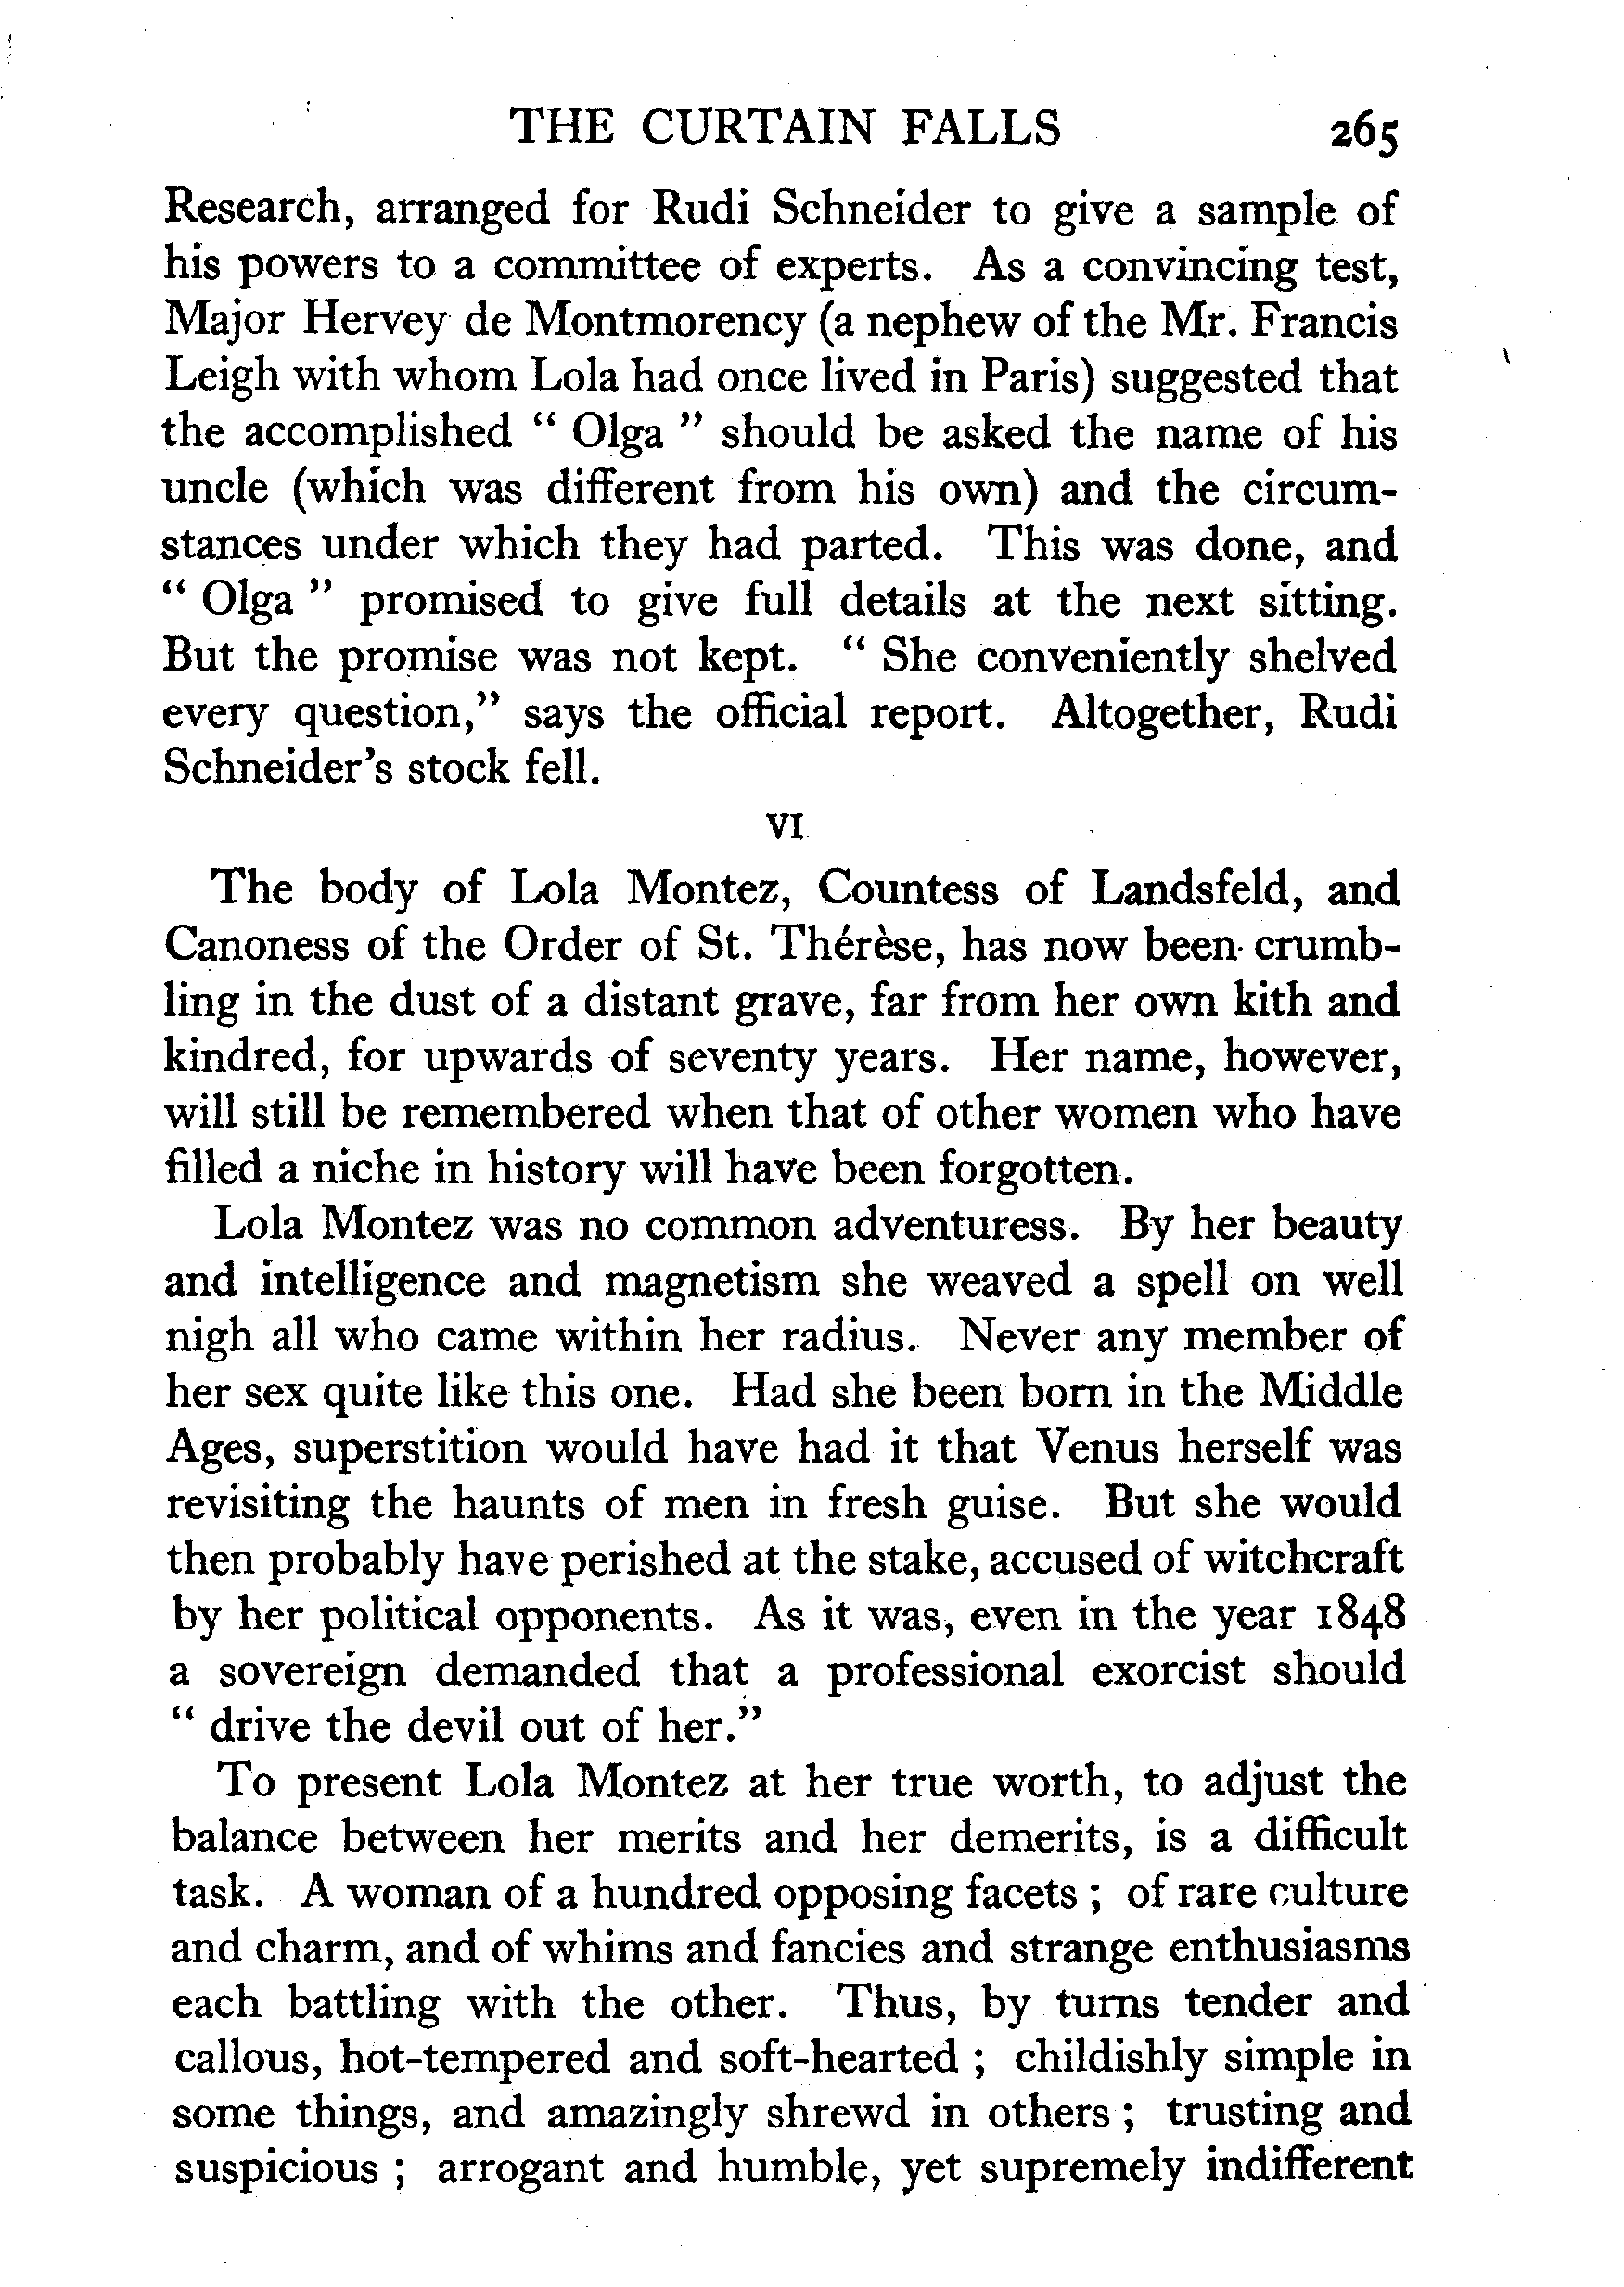 THE CURTAIN FALLS 265
Research, arranged for Rudi Schneider to give a sample of
his powers to a committee of experts. As a convincing test,
Major Hervey de Montmorency (a nephew of the Mr. Francis
Leigh with whom Lola had once lived in Paris) suggested that
the accomplished “ Olga ” should be asked the name of his
uncle (which was different from his own) and the circum-
stances under which they had parted. This was done, and
“ Olga ” promised to give full details at the next sitting.
But the promise was not kept. “ She conveniently shelved
every question,” says the official report. Altogether, Rudi
Schneider’s stock fell.
VI
The body of Lola Montez, Countess of Landsfeld, and
Canoness of the Order of St. Thérèse, has now been crumb-
ling in the dust of a distant grave, far from her own kith and
kindred, for upwards of seventy years. Her name, however,
will still be remembered when that of other women who have
filled a niche in history will have been forgotten.
Lola Montez was no common adventuress. By her beauty
and intelligence and magnetism she weaved a spell on well
nigh all who came within her radius. Never any member of
her sex quite like this one. Had she been born in the Middle
Ages, superstition would have had it that Venus herself was
revisiting the haunts of men in fresh guise. But she would
then probably have perished at the stake, accused of witchcraft
by her political opponents. As it was, even in the year 1848
a sovereign demanded that a professional exorcist should
“ drive the devil out of her.”
To present Lola Montez at her true worth, to adjust the
balance between her merits and her demerits, is a difficult
task. A woman of a hundred opposing facets ; of rare culture
and charm, and of whims and fancies and strange enthusiasms
each battling with the other. Thus, by turns tender and
callous, hot-tempered and soft-hearted ; childishly simple in
some things, and amazingly shrewd in others ; trusting and
suspicious ; arrogant and humble, yet supremely indifferent